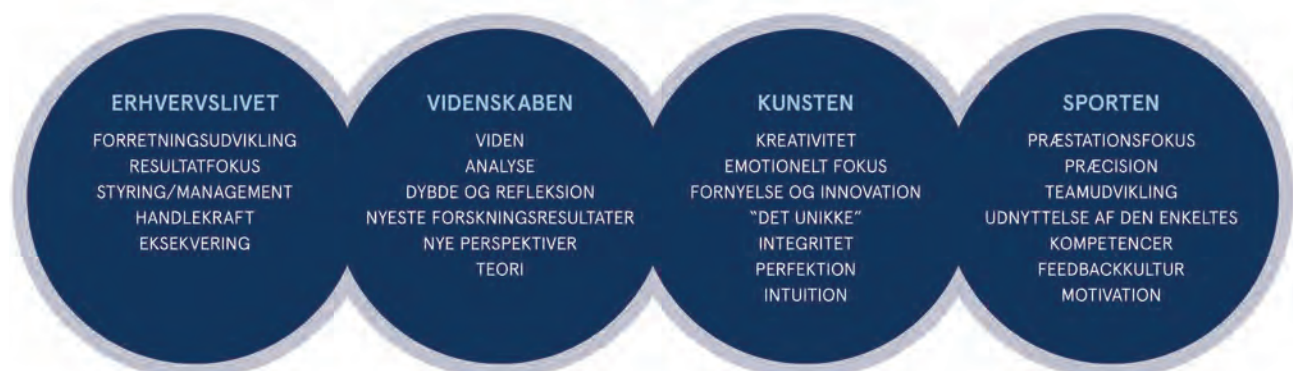 ERHVERVSLIVET
FORRETNINGSUDVIKLING
RESULTATFOKUS
STYRING/MANAGEMENT
HANDLEKRAFT
EKSEKVERING
VIDENSKABEN
VIDEN
ANALYSE
DYBDE OG REFLEKSION
NYESTE FORSKNINGSRESULTATER
NYE PERSPEKTIVER
TEORI
KUNSTEN
KREATIVITET
EMOTIONELT FOKUS
FORNYELSE OG INNOVATION
"DET UNIKKE"
INTEGRITET
PERFEKTION
INTUITION
SPORTEN
PRÆSTATIONSFOKUS
PRÆCISION
TEAMUDVIKLING
UDNYTTELSE AF DEN ENKELTES
KOMPETENCER
FEEDBACKKULTUR
MOTIVATION